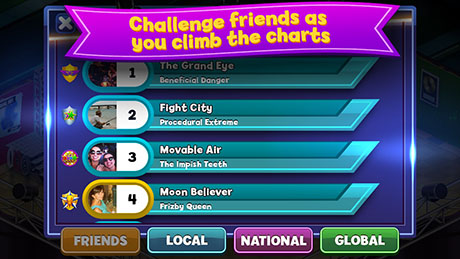 Challenge friends as
you climb the charts
1
The Grand Eye
Beneficial Danger
2
Fight City
Procedural Extreme
3
Movable Air
The Impish Teeth
4
Moon Believer
Frizby Queen
FRIENDS
LOCAL
NATIONAL
GLOBAL